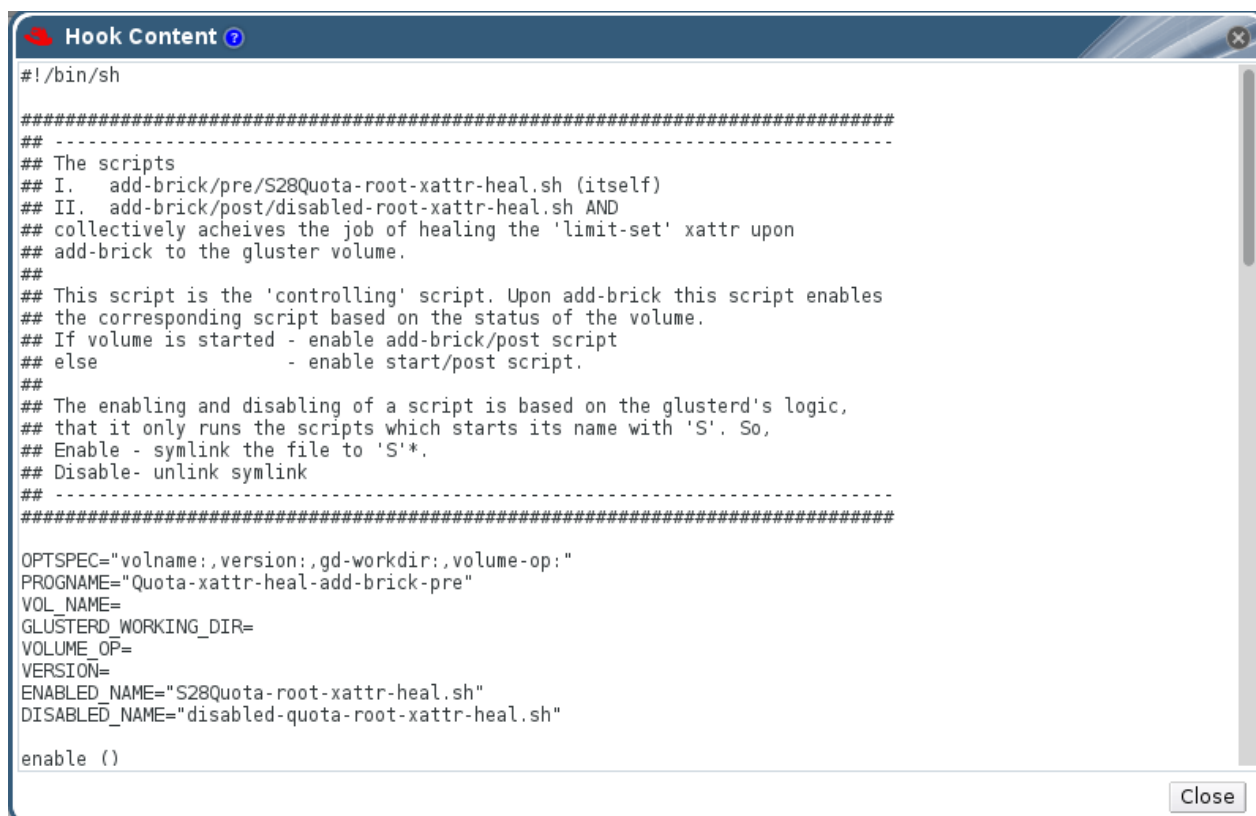 Hook Content ?
#!/bin/sh
###############################################################################
## ----------------------------------------------------------------------------
## The scripts
## I.   add-brick/pre/S28Quota-root-xattr-heal.sh (itself)
## II.  add-brick/post/disabled-root-xattr-heal.sh AND
## collectively acheives the job of healing the 'limit-set' xattr upon
## add-brick to the gluster volume.
##
## This script is the 'controlling' script. Upon add-brick this script enables
## the corresponding script based on the status of the volume.
## If volume is started - enable add-brick/post script
## else                 - enable start/post script.
##
## The enabling and disabling of a script is based on the glusterd's logic,
## that it only runs the scripts which starts its name with 'S'. So,
## Enable - symlink the file to 'S'*.
## Disable- unlink symlink
## ----------------------------------------------------------------------------
###############################################################################
OPTSPEC="volname:,version:,gd-workdir:,volume-op:"
PROGNAME="Quota-xattr-heal-add-brick-pre"
VOL_NAME=
GLUSTERD_WORKING_DIR=
VOLUME_OP=
VERSION=
ENABLED_NAME="S28Quota-root-xattr-heal.sh"
DISABLED_NAME="disabled-quota-root-xattr-heal.sh"
enable ()
Close